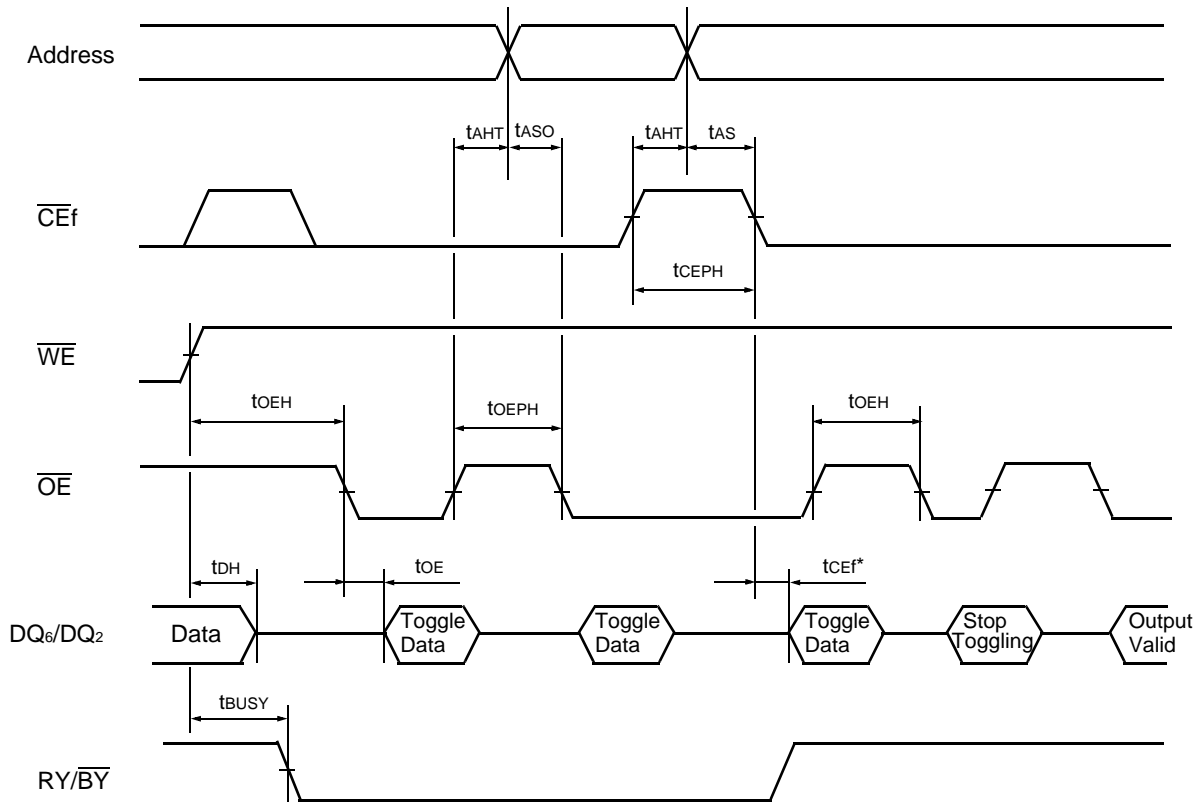 Address
tAHT tASO tAHT tAS
CEf
tCEPH
WE
tOEH tOEPH tOEH
OE
tDH tOE tCEf*
DQ6/DQ2 Data Toggle Data Toggle Data Toggle Data Stop Toggling Output Valid
tBUSY
RY/BY